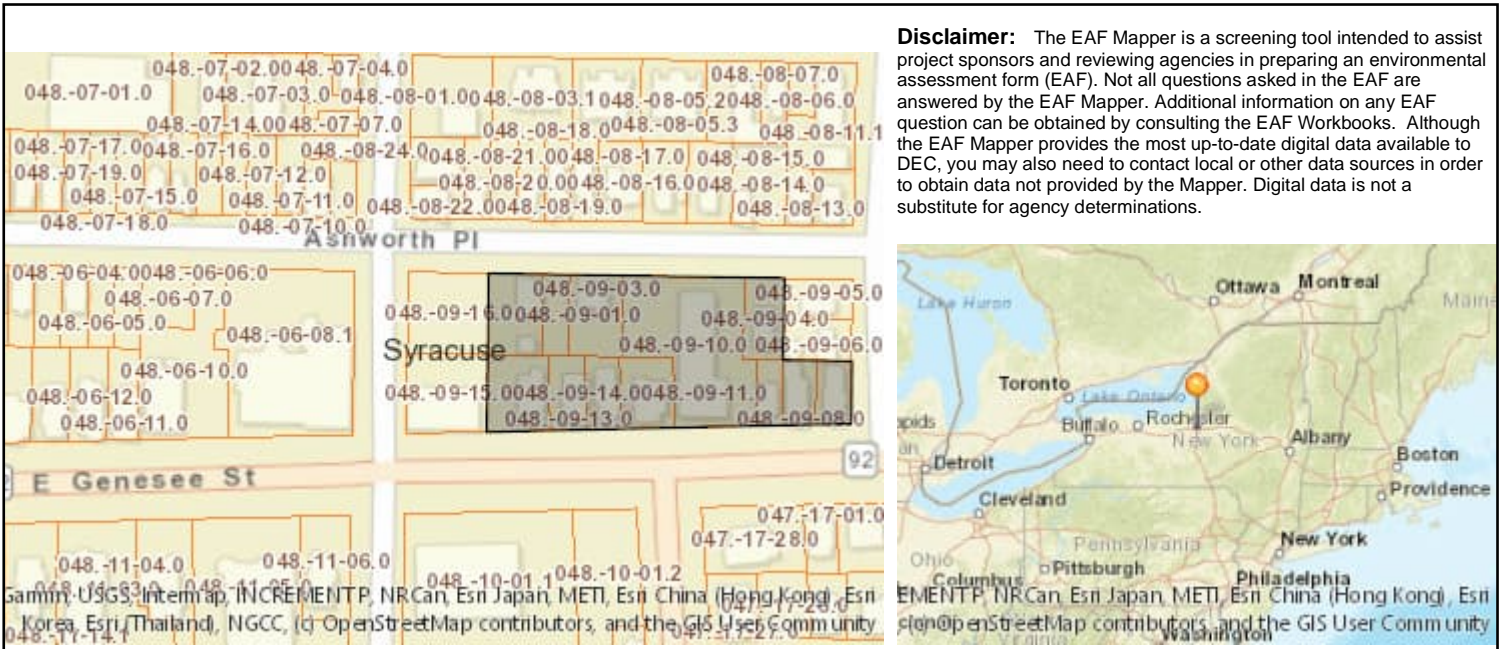 Disclaimer: The EAF Mapper is a screening tool intended to assist
project sponsors and reviewing agencies in preparing an environmental
assessment form (EAF). Not all questions asked in the EAF are
answered by the EAF Mapper. Additional information on any EAF
question can be obtained by consulting the EAF Workbooks. Although
the EAF Mapper provides the most up-to-date digital data available to
DEC, you may also need to contact local or other data sources in order
to obtain data not provided by the Mapper. Digital data is not a
substitute for agency determinations.
048.-07-02.0 048.-07-04.0
048.-08-07.0
048.-07-01.0 048.-07-03.0 048.-08-01.0 048.-08-03.1 048.-08-05.2 048.-08-06.0
048.-07-14.0 048.-07-07.0 048.-08-18.0 048.-08-05.3 048.-08-11.1
048.-07-17.0 048.-07-16.0 048.-08-24.0 048.-08-21.0 048.-08-17.0 048.-08-15.0
048.-07-19.0 048.-07-12.0 048.-08-20.0 048.-08-16.0 048.-08-14.0
048.-07-15.0 048.-07-11.0 048.-08-22.0 048.-08-19.0 048.-08-13.0
048.-07-18.0 048.-07-10.0
Ashworth Pl
048.-06-04.0 048.-06-06.0 048.-09-03.0 048.-09-05.0
048.-06-07.0 048.-09-16.0 048.-09-01.0 048.-09-04.0
048.-06-05.0 048.-06-08.1 048.-09-10.0 048.-09-06.0
Syracuse
048.-06-10.0
048.-06-12.0 048.-09-15.0 048.-09-14.0 048.-09-11.0
048.-06-11.0 048.-09-13.0 048.-09-08.0
92
E Genesee St
047.-17-01.0
047.-17-28.0
048.-11-04.0 048.-11-06.0 048.-10-01.1 048.-10-01.2
Garmin, USGS, Intermap, INCREMENT P, NRCan, Esri Japan, METI, Esri China (Hong Kong), Esri
Korea, Esri (Thailand), NGCC, (c) OpenStreetMap contributors, and the GIS User Community
048.-11-14.1
Lake Huron
Ottawa
Montreal
Maine
Toronto
Lake Ontario
Rochester
Buffalo
New York
Albany
Detroit
Boston
Providence
Cleveland
New York
Pennsylvania
Ohio
Pittsburgh
Columbus
Philadelphia
EMENT P, NRCan, Esri Japan, METI, Esri China (Hong Kong), Esri
(c) OpenStreetMap contributors, and the GIS User Community
Virginia
Washington